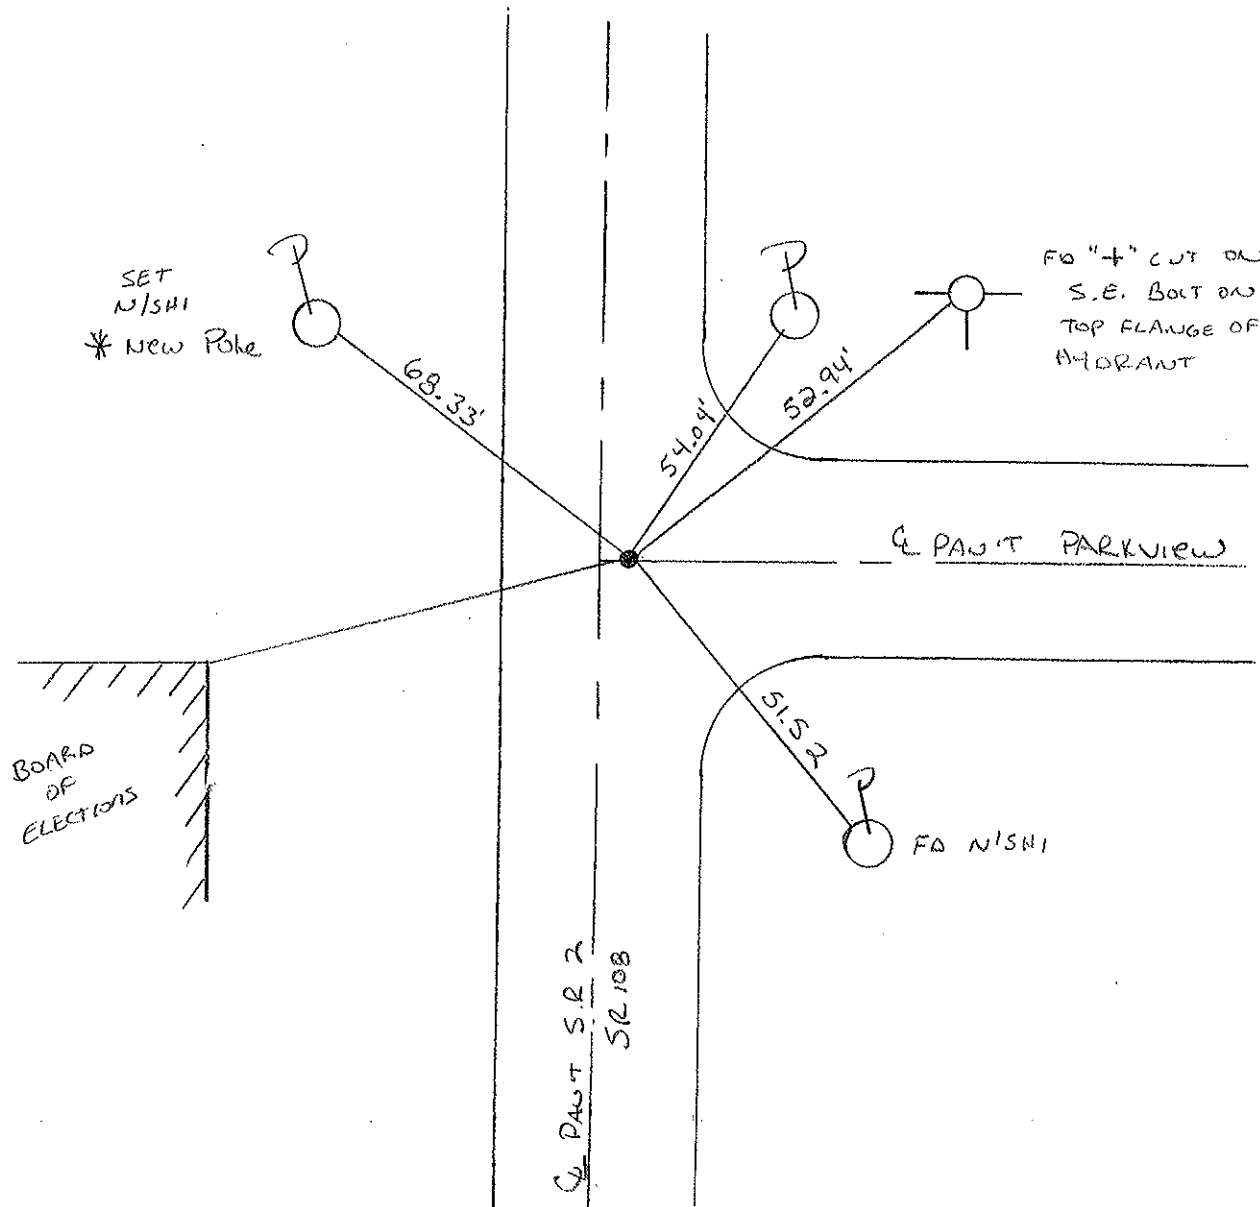 SET
N/SHI
* New Pole
P
P
FD "+" CUT ON
S.E. BOLT ON
TOP FLANGE OF
HYDRANT
68.33'
54.04'
52.94'
℄ PAV'T PARKVIEW
51.52
P
FD N'SHI
BOARD
OF
ELECTIONS
℄ PAV'T S.R 2
SR 108